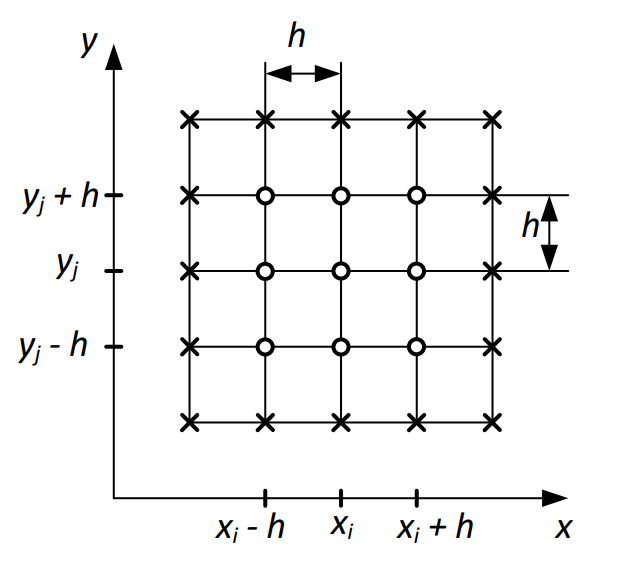 y
h
y_j + h
h
y_j
y_j - h
x_i - h
x_i
x_i + h
x